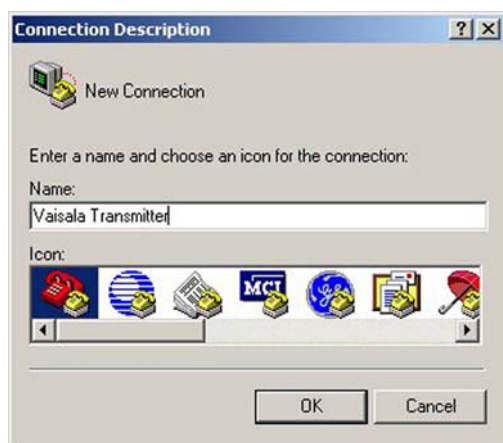 Connection Description
New Connection
Enter a name and choose an icon for the connection:
Name:
Vaisala Transmitter
Icon:
MCI
OK
Cancel